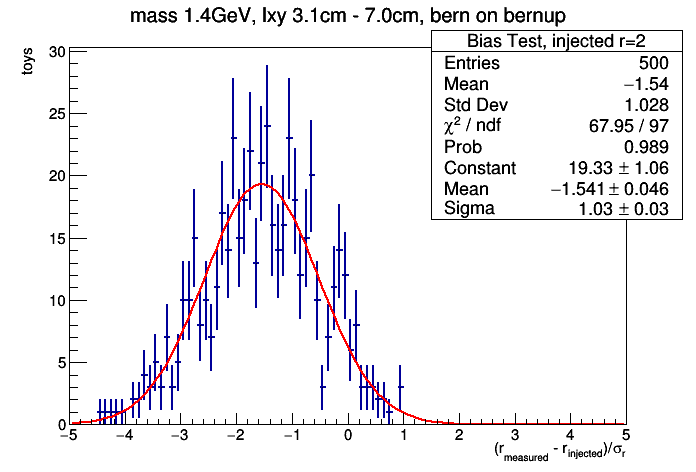 mass 1.4GeV, lxy 3.1cm - 7.0cm, bern on bernup
Bias Test, injected r=2
Entries 500
Mean −1.54
Std Dev 1.028
χ² / ndf 67.95 / 97
Prob 0.989
Constant 19.33 ± 1.06
Mean −1.541 ± 0.046
Sigma 1.03 ± 0.03
toys
30
25
20
15
10
5
0
−5 −4 −3 −2 −1 0 1 2 3 4 5
(r_measured - r_injected)/σ_r